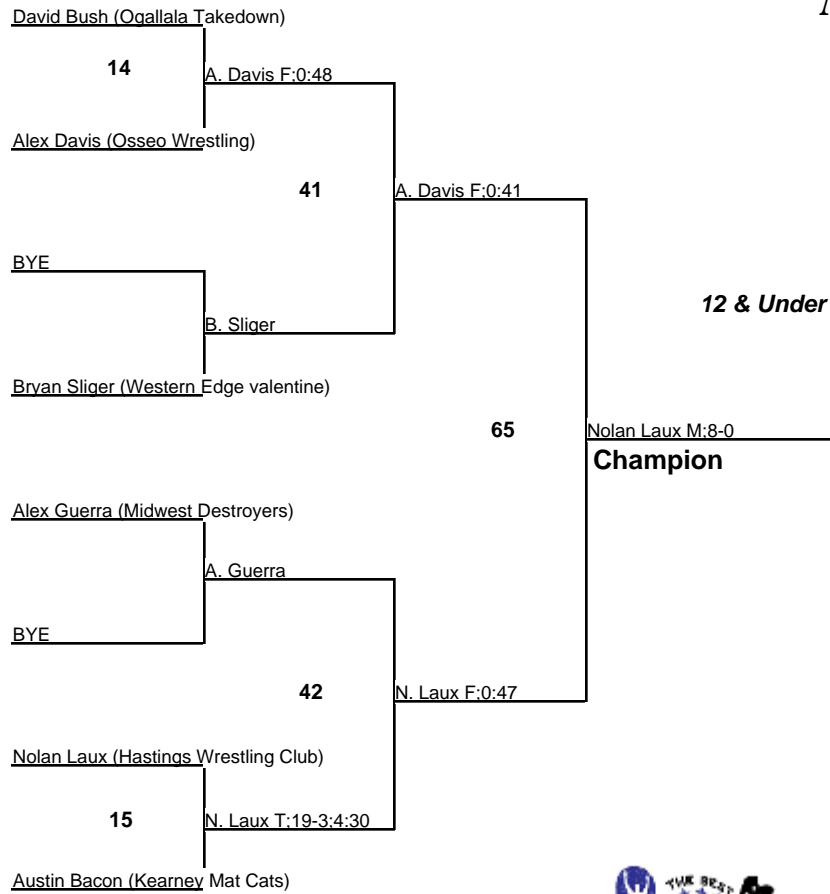 David Bush (Ogallala Takedown)
14
A. Davis F;0:48
Alex Davis (Osseo Wrestling)
41
A. Davis F;0:41
BYE
12 & Under
B. Sliger
Bryan Sliger (Western Edge valentine)
65
Nolan Laux M;8-0
Champion
Alex Guerra (Midwest Destroyers)
A. Guerra
BYE
42
N. Laux F;0:47
Nolan Laux (Hastings Wrestling Club)
15
N. Laux T;19-3;4:30
Austin Bacon (Kearney Mat Cats)
THE BEST